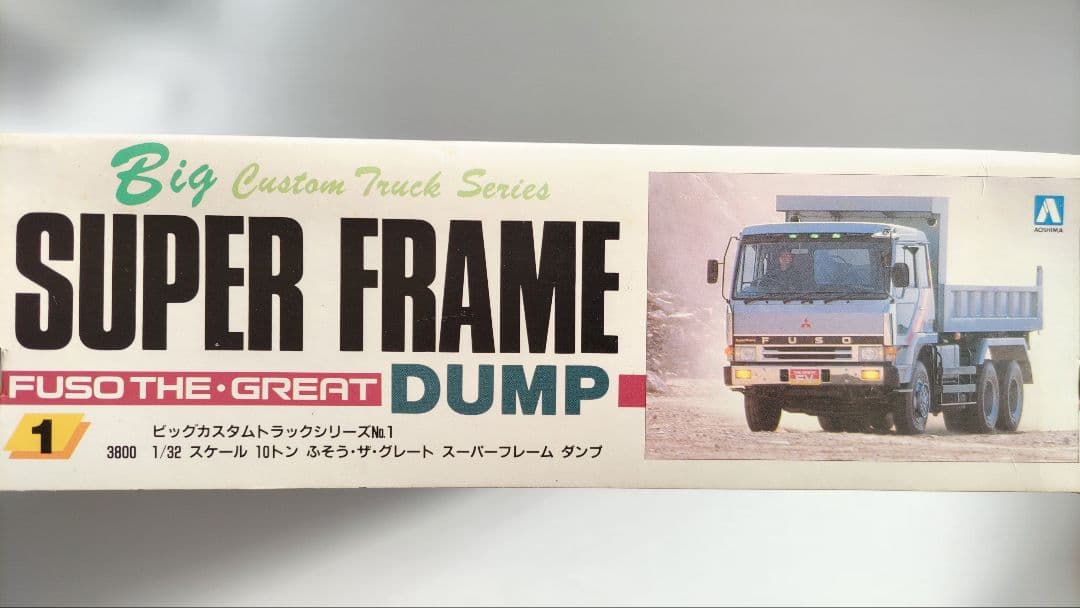 Big Custom Truck Series
SUPER FRAME
FUSO THE・GREAT DUMP
1
ビッグカスタムトラックシリーズNo.1
3800 1/32 スケール 10トン ふそう・ザ・グレート スーパーフレーム ダンプ
AOSHIMA
FUSO